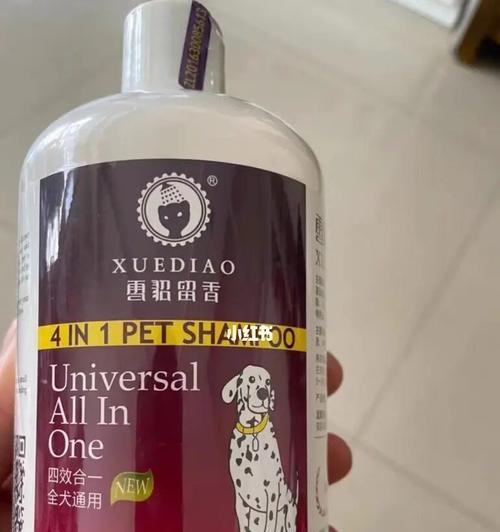 ZL201630085613
®
XUEDIAO
雪貂留香
4 IN 1 PET SHAMPOO
小红书
Universal
All In
One
四效合一
全犬通用
NEW